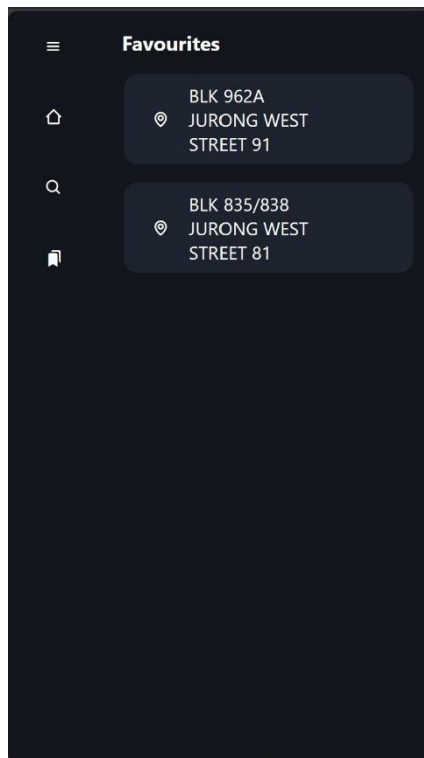 Favourites
BLK 962A
JURONG WEST
STREET 91
BLK 835/838
JURONG WEST
STREET 81